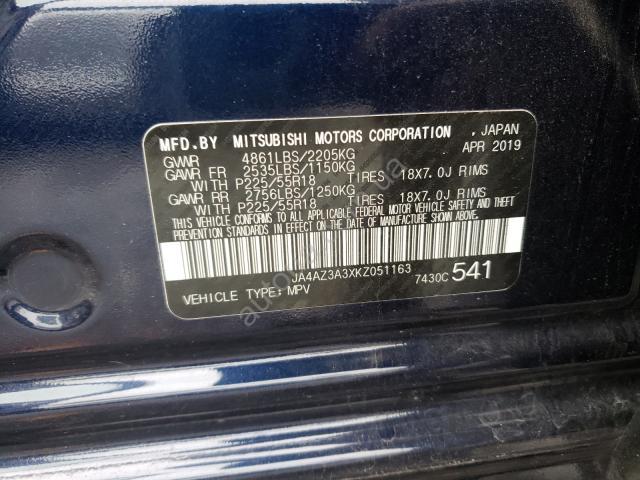 MFD.BY MITSUBISHI MOTORS CORPORATION , JAPAN
GVWR 4861LBS/2205KG APR 2019
GAWR FR 2535LBS/1150KG
WITH P225/55R18 TIRES 18X7.0J RIMS
GAWR RR 2756LBS/1250KG
WITH P225/55R18 TIRES 18X7.0J RIMS
THIS VEHICLE CONFORMS TO ALL APPLICABLE FEDERAL MOTOR VEHICLE SAFETY AND THEFT PREVENTION
STANDARDS IN EFFECT ON THE DATE OF MANUFACTURE SHOWN ABOVE.
JA4AZ3A3XKZ051163
VEHICLE TYPE:MPV 7430C 541